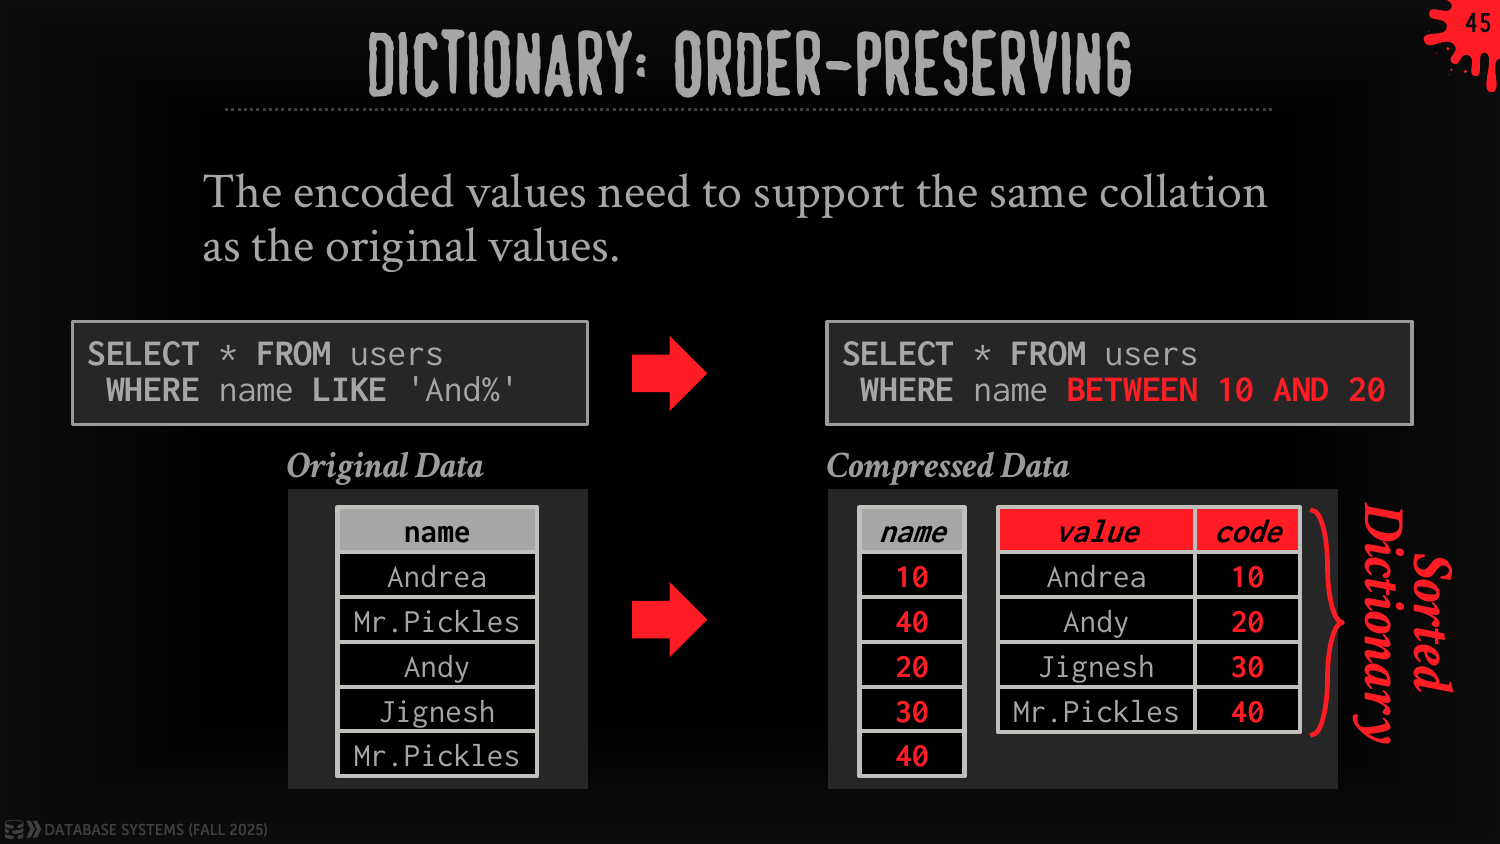 45
DICTIONARY: ORDER-PRESERVING
The encoded values need to support the same collation
as the original values.
SELECT * FROM users
WHERE name LIKE 'And%'
SELECT * FROM users
WHERE name BETWEEN 10 AND 20
Original Data
name
Andrea
Mr.Pickles
Andy
Jignesh
Mr.Pickles
Compressed Data
name
10
40
20
30
40
value code
Andrea 10
Andy 20
Jignesh 30
Mr.Pickles 40
Sorted
Dictionary
DATABASE SYSTEMS (FALL 2025)